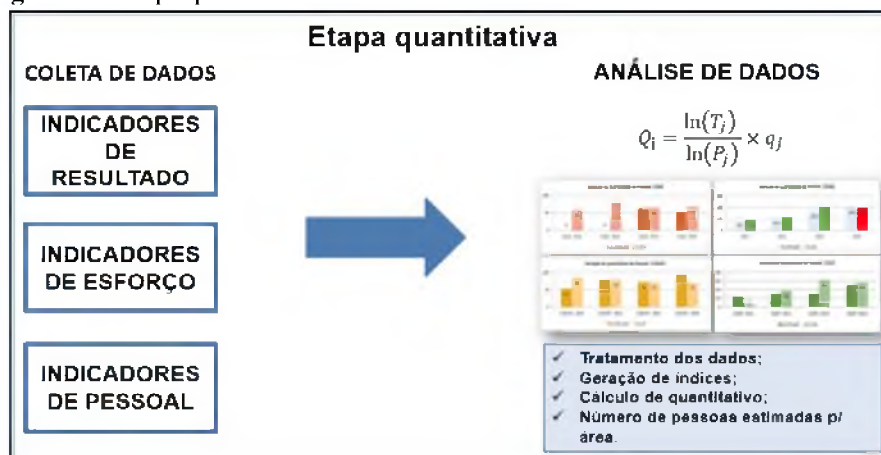 Etapa quantitativa
COLETA DE DADOS
INDICADORES
DE
RESULTADO
INDICADORES
DE ESFORÇO
INDICADORES
DE PESSOAL
ANÁLISE DE DADOS
Qᵢ = ln(Tⱼ) / ln(Pⱼ) × qⱼ
✓ Tratamento dos dados;
✓ Geração de índices;
✓ Cálculo de quantitativo;
✓ Número de pessoas estimadas p/
área.